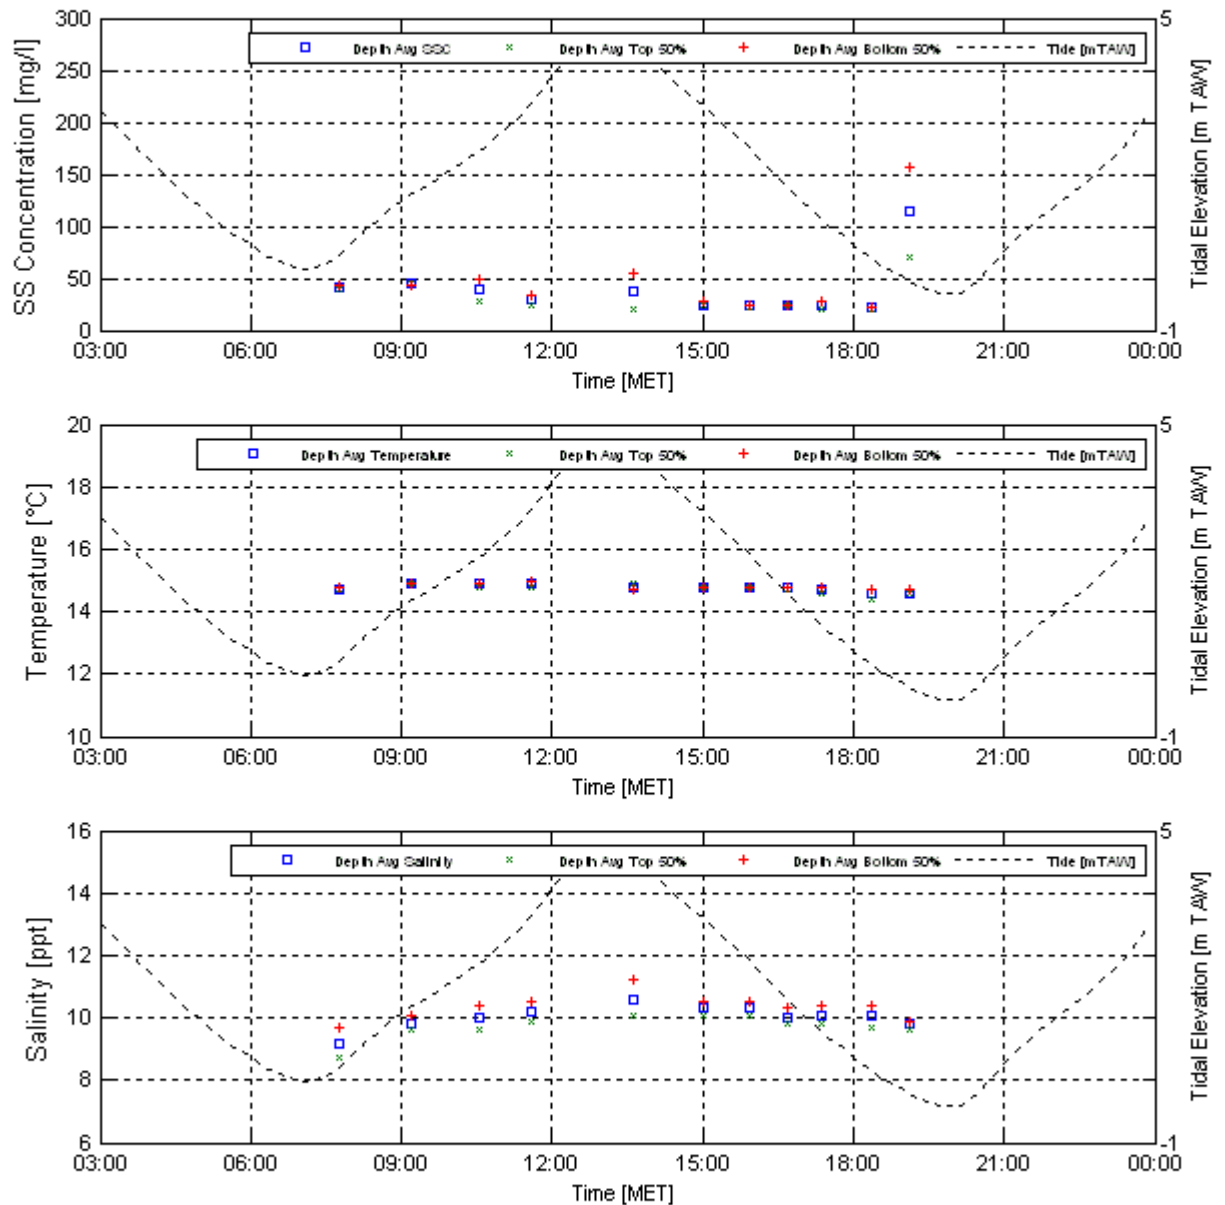 300
5
Depth Avg SSC
Depth Avg Top 50%
Depth Avg Bottom 50%
Tide [mTAW]
250
200
150
100
50
0
-1
SS Concentration [mg/l]
Tidal Elevation [m TAW]
03:00
06:00
09:00
12:00
15:00
18:00
21:00
00:00
Time [MET]
20
5
Depth Avg Temperature
Depth Avg Top 50%
Depth Avg Bottom 50%
Tide [mTAW]
18
16
14
12
10
-1
Temperature [°C]
Tidal Elevation [m TAW]
03:00
06:00
09:00
12:00
15:00
18:00
21:00
00:00
Time [MET]
16
5
Depth Avg Salinity
Depth Avg Top 50%
Depth Avg Bottom 50%
Tide [mTAW]
14
12
10
8
6
-1
Salinity [ppt]
Tidal Elevation [m TAW]
03:00
06:00
09:00
12:00
15:00
18:00
21:00
00:00
Time [MET]